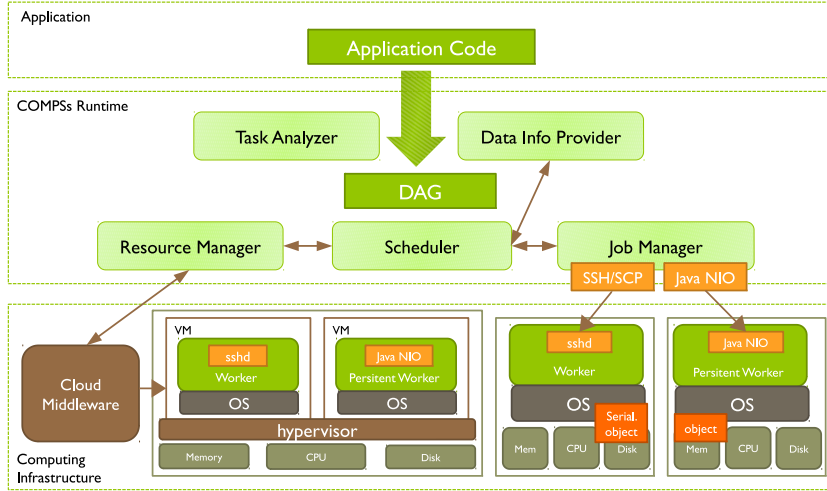 Application
Application Code
COMPSs Runtime
Task Analyzer
Data Info Provider
DAG
Resource Manager
Scheduler
Job Manager
SSH/SCP
Java NIO
VM
VM
sshd
Worker
OS
Java NIO
Persitent Worker
OS
hypervisor
Memory
CPU
Disk
Cloud
Middleware
sshd
Worker
OS
Serial.
object
Mem
CPU
Disk
Java NIO
Persitent Worker
OS
object
Mem
CPU
Disk
Computing
Infrastructure